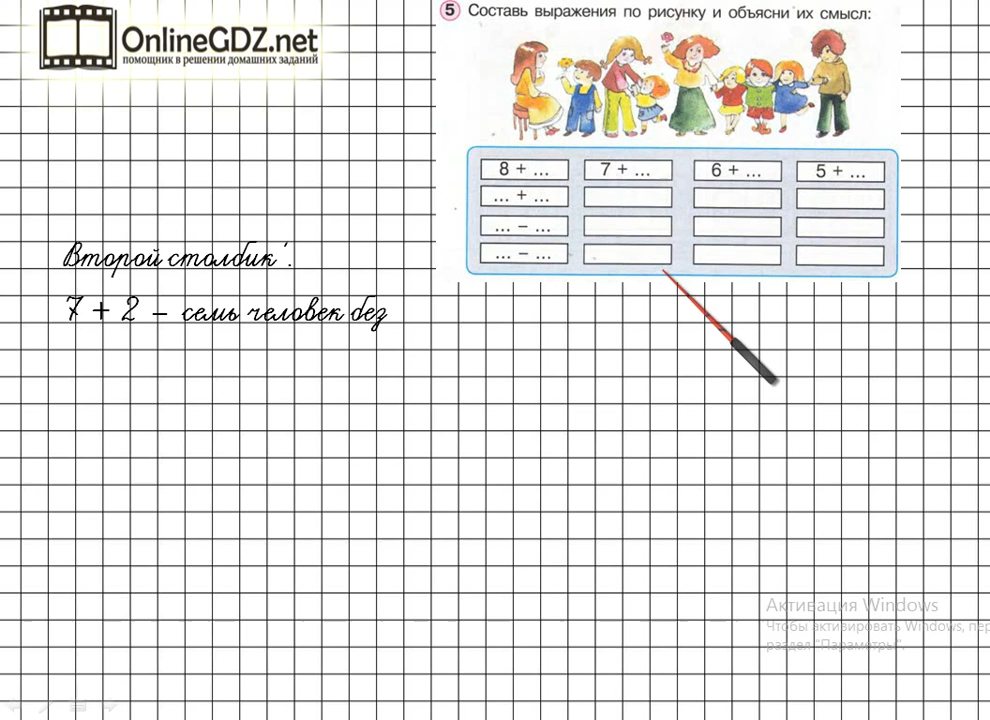 OnlineGDZ.net
помощник в решении домашних заданий
5 Составь выражения по рисунку и объясни их смысл:
8 + ... 7 + ... 6 + ... 5 + ...
... + ...
... - ...
... - ...
Второй столбик:
7 + 2 – семь человек без
Активация Windows
Чтобы активировать Windows, пер
раздел "Параметры".